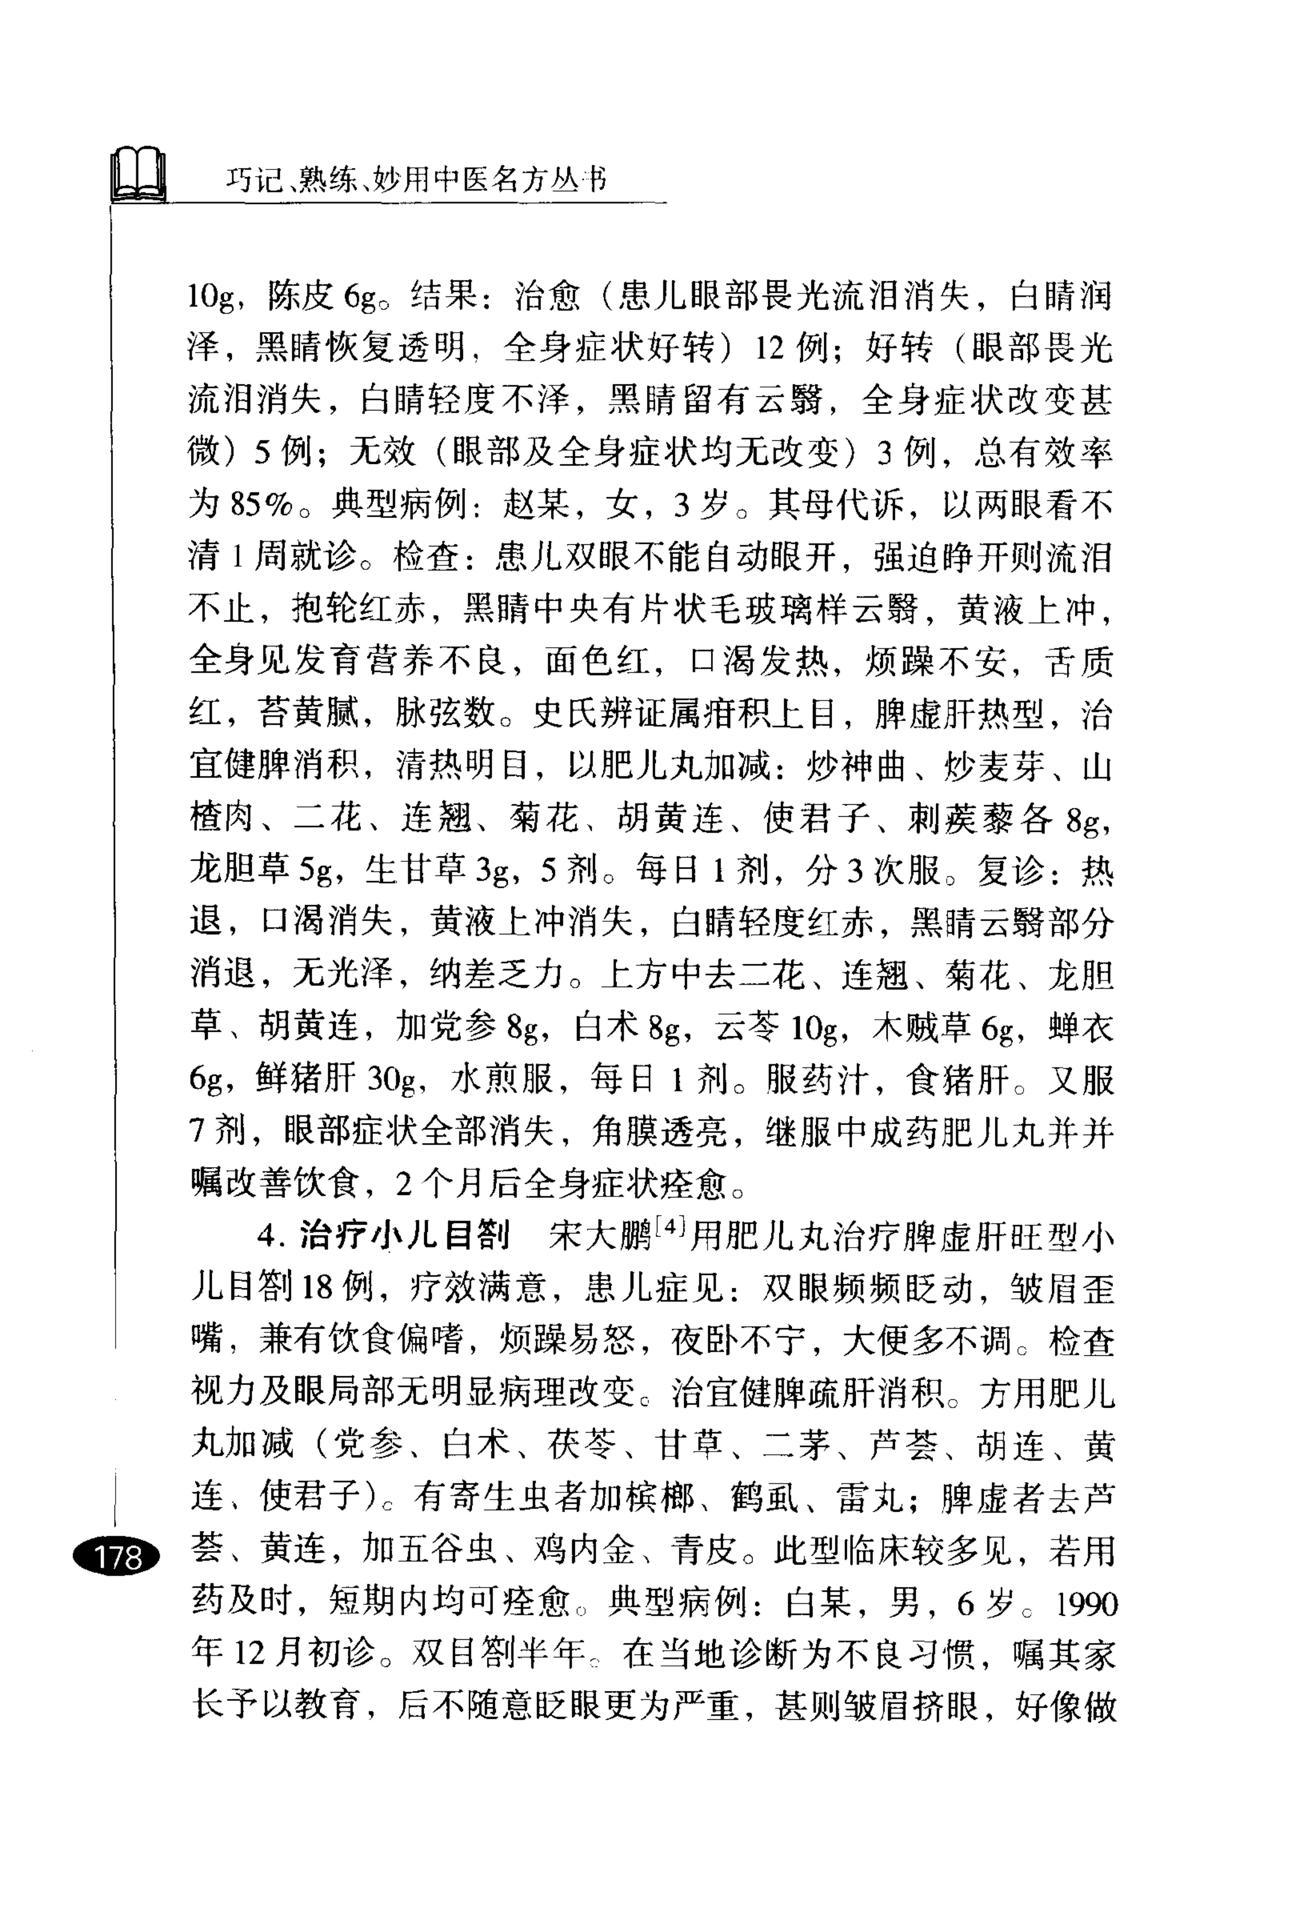 巧记、熟练、妙用中医名方丛书
10g，陈皮 6g。结果：治愈（患儿眼部畏光流泪消失，白睛润
泽，黑睛恢复透明，全身症状好转）12 例；好转（眼部畏光
流泪消失，白睛轻度不泽，黑睛留有云翳，全身症状改变甚
微）5 例；无效（眼部及全身症状均无改变）3 例，总有效率
为 85%。典型病例：赵某，女，3 岁。其母代诉，以两眼看不
清 1 周就诊。检查：患儿双眼不能自动眼开，强迫睁开则流泪
不止，抱轮红赤，黑睛中央有片状毛玻璃样云翳，黄液上冲，
全身见发育营养不良，面色红，口渴发热，烦躁不安，舌质
红，苔黄腻，脉弦数。史氏辨证属疳积上目，脾虚肝热型，治
宜健脾消积，清热明目，以肥儿丸加减：炒神曲、炒麦芽、山
楂肉、二花、连翘、菊花、胡黄连、使君子、刺蒺藜各 8g，
龙胆草 5g，生甘草 3g，5 剂。每日 1 剂，分 3 次服。复诊：热
退，口渴消失，黄液上冲消失，白睛轻度红赤，黑睛云翳部分
消退，无光泽，纳差乏力。上方中去二花、连翘、菊花、龙胆
草、胡黄连，加党参 8g，白术 8g，云苓 10g，木贼草 6g，蝉衣
6g，鲜猪肝 30g，水煎服，每日 1 剂。服药汁，食猪肝。又服
7 剂，眼部症状全部消失，角膜透亮，继服中成药肥儿丸并并
嘱改善饮食，2 个月后全身症状痊愈。
4. 治疗小儿目劄　宋大鹏[4]用肥儿丸治疗脾虚肝旺型小
儿目劄 18 例，疗效满意，患儿症见：双眼频频眨动，皱眉歪
嘴，兼有饮食偏嗜，烦躁易怒，夜卧不宁，大便多不调。检查
视力及眼局部无明显病理改变。治宜健脾疏肝消积。方用肥儿
丸加减（党参、白术、茯苓、甘草、二茅、芦荟、胡连、黄
连、使君子）。有寄生虫者加槟榔、鹤虱、雷丸；脾虚者去芦
荟、黄连，加五谷虫、鸡内金、青皮。此型临床较多见，若用
药及时，短期内均可痊愈。典型病例：白某，男，6 岁。1990
年 12 月初诊。双目劄半年。在当地诊断为不良习惯，嘱其家
长予以教育，后不随意眨眼更为严重，甚则皱眉挤眼，好像做
178